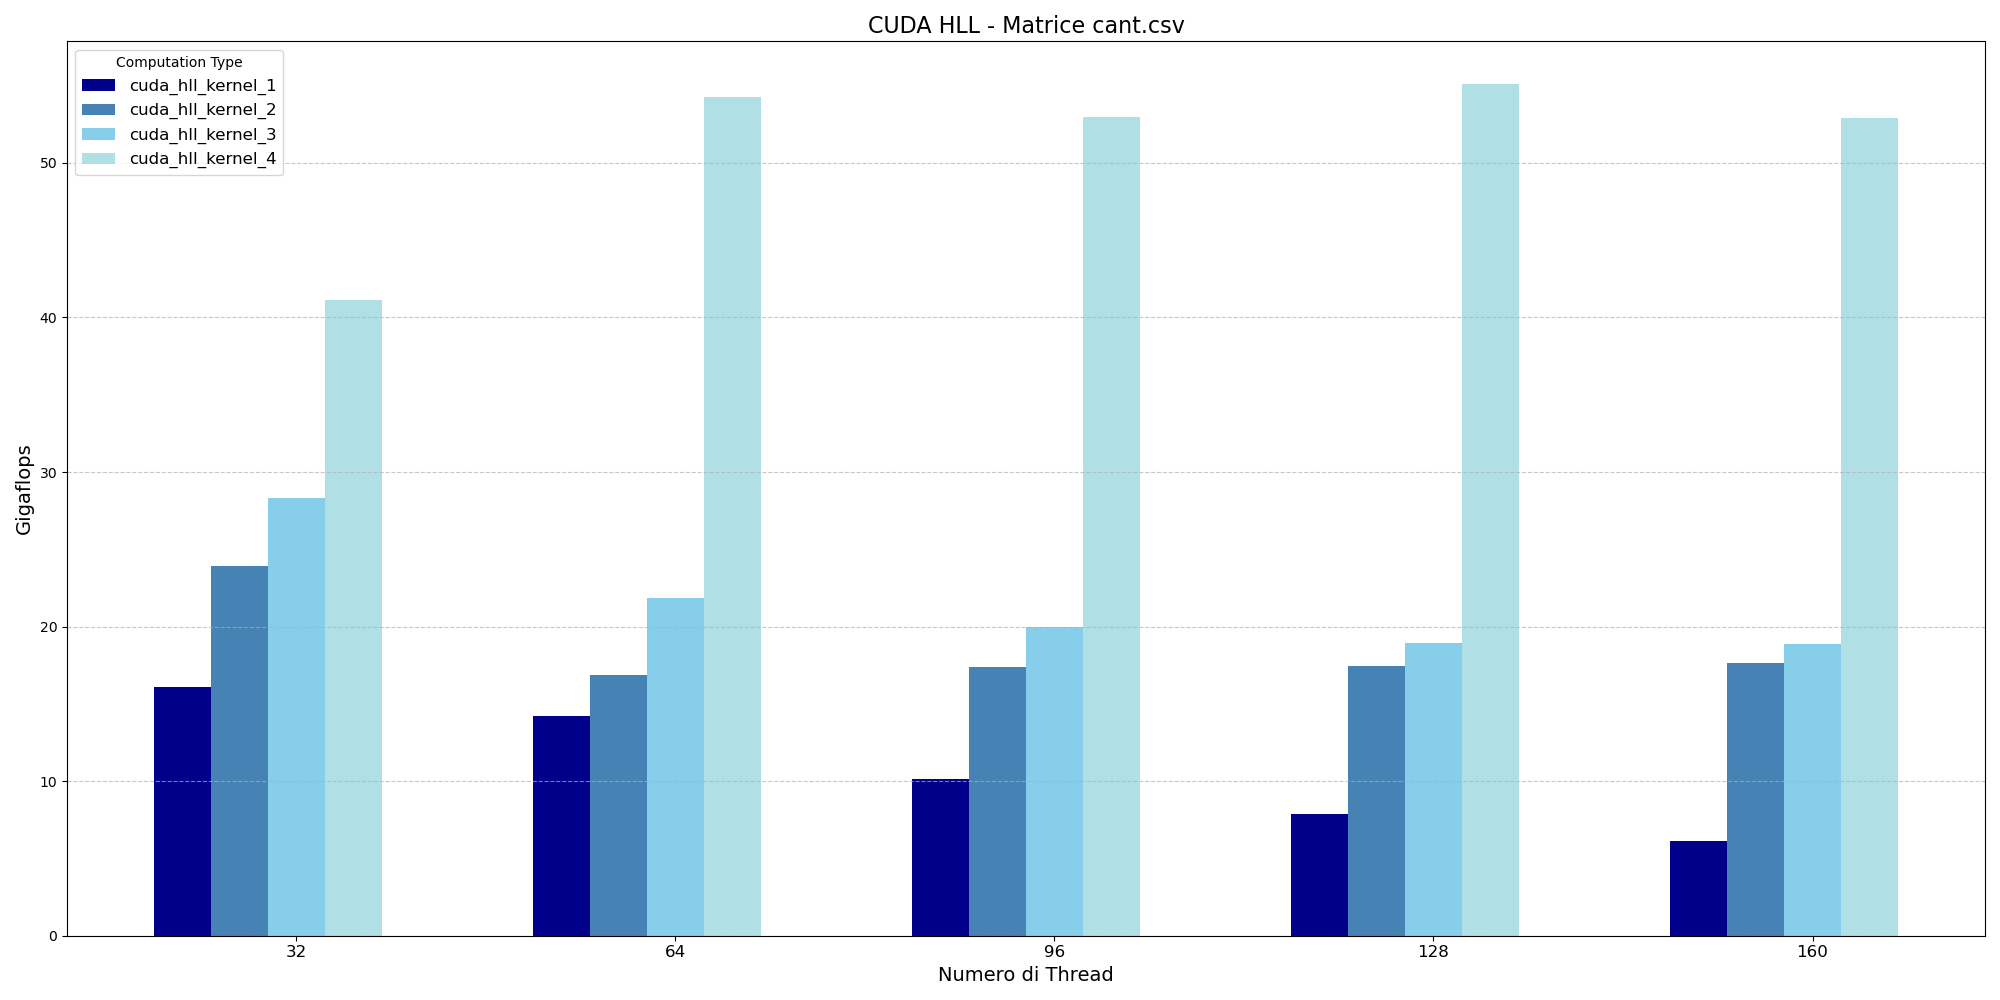 CUDA HLL - Matrice cant.csv
Computation Type
cuda_hll_kernel_1
cuda_hll_kernel_2
cuda_hll_kernel_3
cuda_hll_kernel_4
Gigaflops
50
40
30
20
10
0
32 64 96 128 160
Numero di Thread